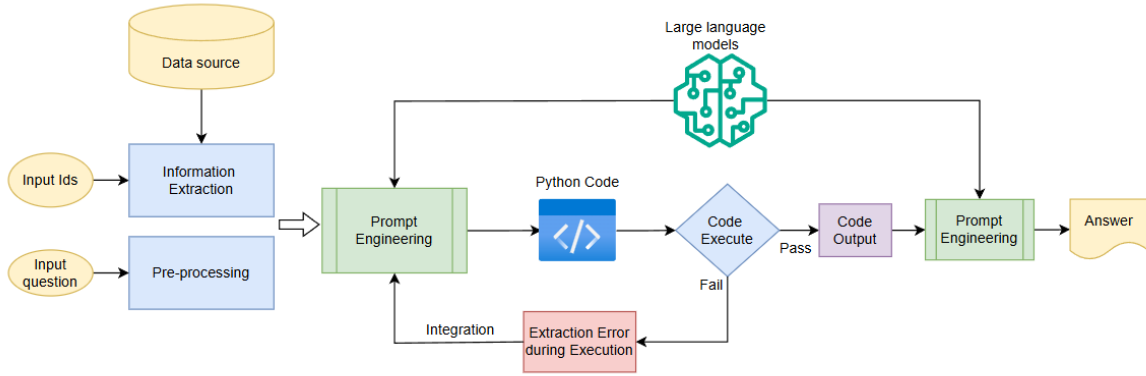 Large language
models
Data source
Input Ids
Information
Extraction
Python Code
Prompt
Engineering
Code
Execute
Pass
Code
Output
Prompt
Engineering
Answer
Input
question
Pre-processing
Fail
Integration
Extraction Error
during Execution